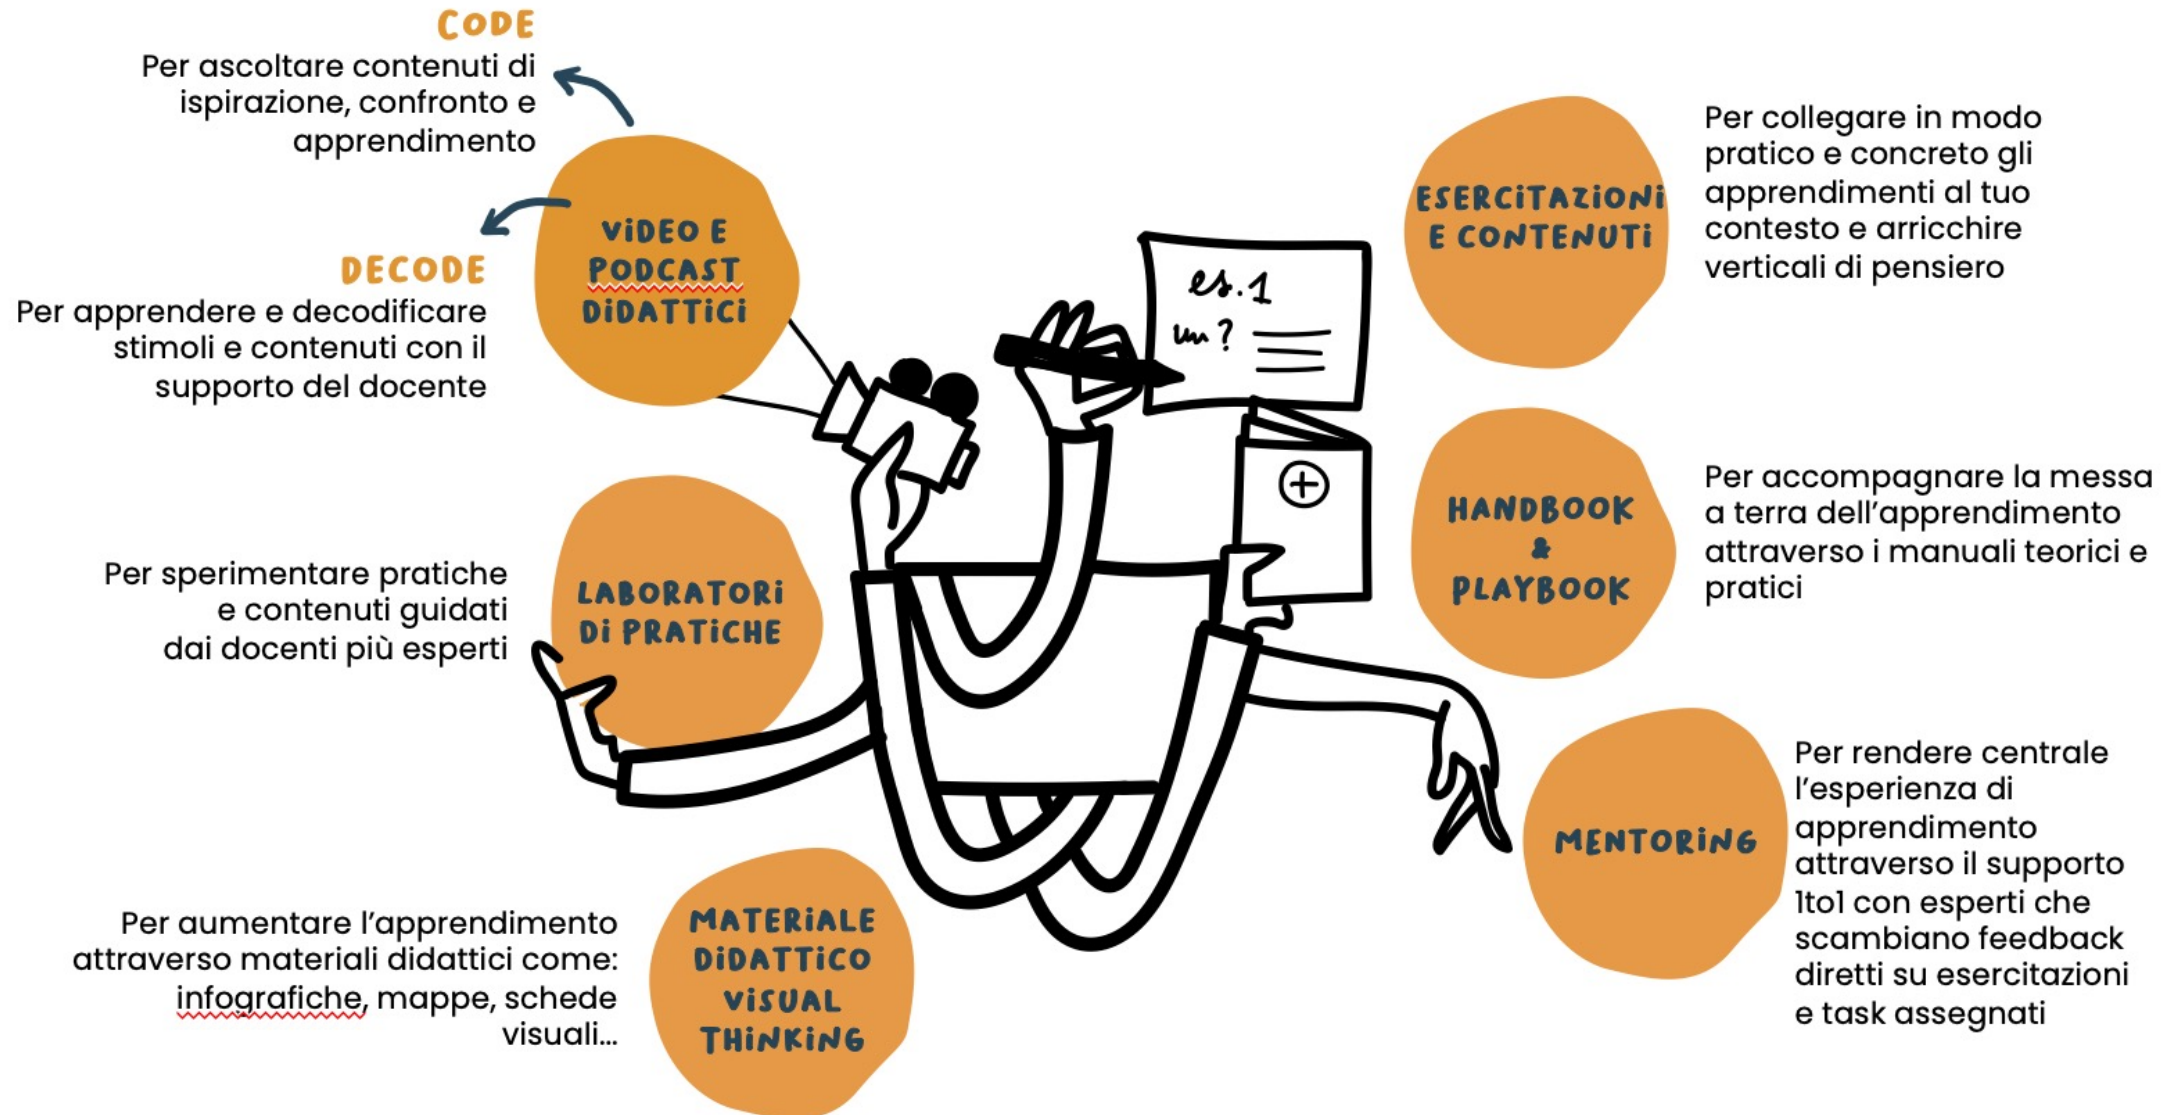 CODE
Per ascoltare contenuti di
ispirazione, confronto e
apprendimento
DECODE
Per apprendere e decodificare
stimoli e contenuti con il
supporto del docente
ViDEO E
PODCAST
DiDATTiCi
Per sperimentare pratiche
e contenuti guidati
dai docenti più esperti
LABORATORi
Di PRATiCHE
Per aumentare l’apprendimento
attraverso materiali didattici come:
infografiche, mappe, schede
visuali...
MATERiALE
DiDATTiCO
ViSUAL
THiNKiNG
es.1
?
ESERCiTAZiONi
E CONTENUTi
Per collegare in modo
pratico e concreto gli
apprendimenti al tuo
contesto e arricchire
verticali di pensiero
HANDBOOK
&
PLAYBOOK
Per accompagnare la messa
a terra dell’apprendimento
attraverso i manuali teorici e
pratici
MENTORiNG
Per rendere centrale
l’esperienza di
apprendimento
attraverso il supporto
1to1 con esperti che
scambiano feedback
diretti su esercitazioni
e task assegnati